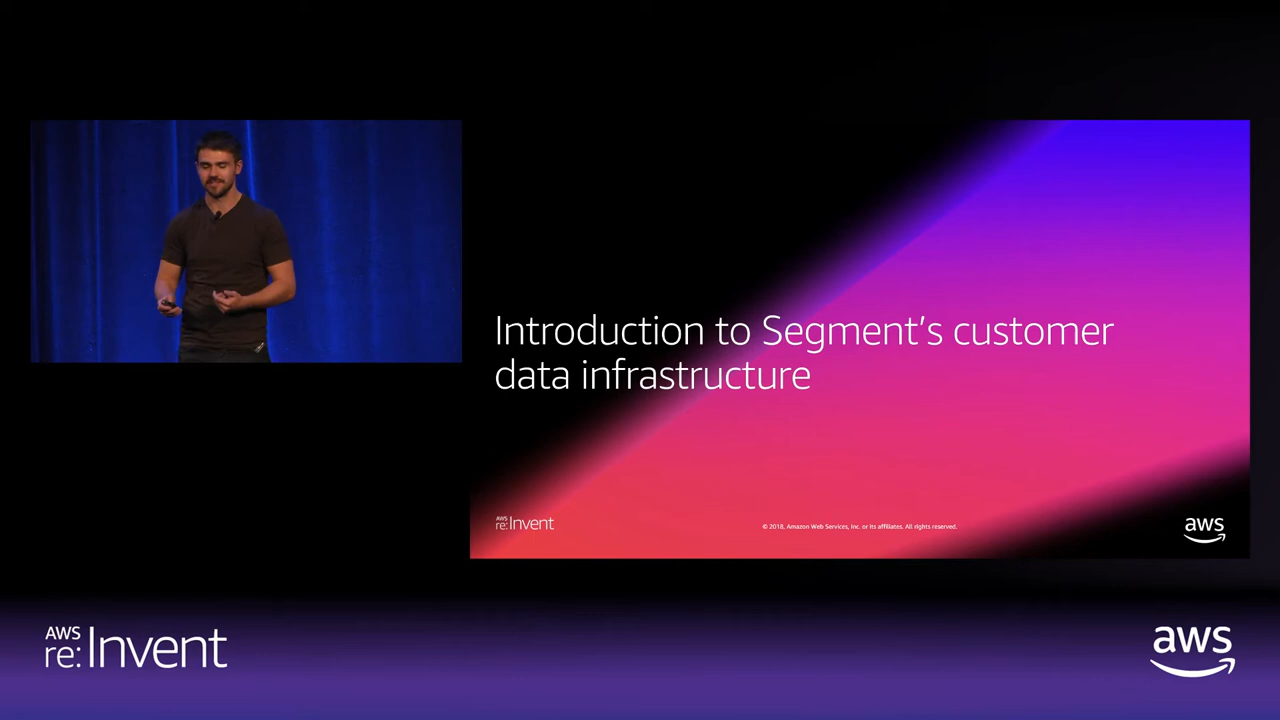 Introduction to Segment's customer
data infrastructure
AWS
re:Invent
© 2018, Amazon Web Services, Inc. or its affiliates. All rights reserved.
aws
AWS
re:Invent
aws